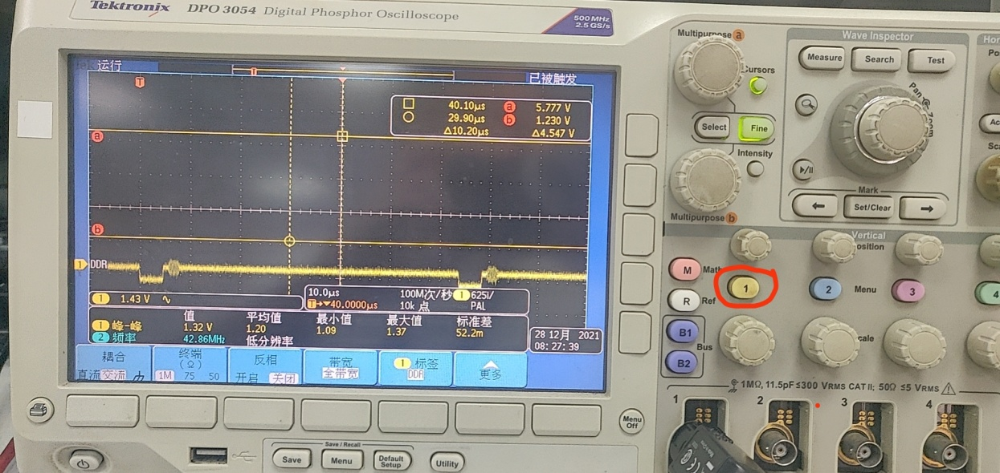 Tektronix DPO 3054 Digital Phosphor Oscilloscope
500 MHz
2.5 GS/s
运行
已被触发
T
T
40.10μs a 5.777 V
29.90μs b 1.230 V
Δ10.20μs Δ4.547 V
a
b
1 DDR
1 1.43 V
10.0μs
T 40.0000μs
100M次/秒
10k 点
1
PAL
值 平均值 最小值 最大值 标准差
1 峰-峰 1.32 V 1.20 1.09 1.37 52.2m
2 频率 42.86MHz 低分辨率
28 12月 2021
08: 27: 39
耦合
直流 交流
终端
(Ω)
1M 75 50
反相
开启 关闭
带宽
全带宽
1 标签
DDR
更多
Multipurpose a
Cursors
Select
Fine
Intensity
Multipurpose b
Wave Inspector
Measure
Search
Test
Pan
Mark
←
Set/Clear
→
Hor
Po
Ac
Sca
Vertical
Position
M Math
1
2
Menu
3
4
R Ref
B1
Bus
B2
Scale
1MΩ, 11.5pF ≤300 VRMS CAT II; 50Ω ≤5 VRMS
1
2
3
4
Menu
Off
Save / Recall
Save
Menu
Default
Setup
Utility